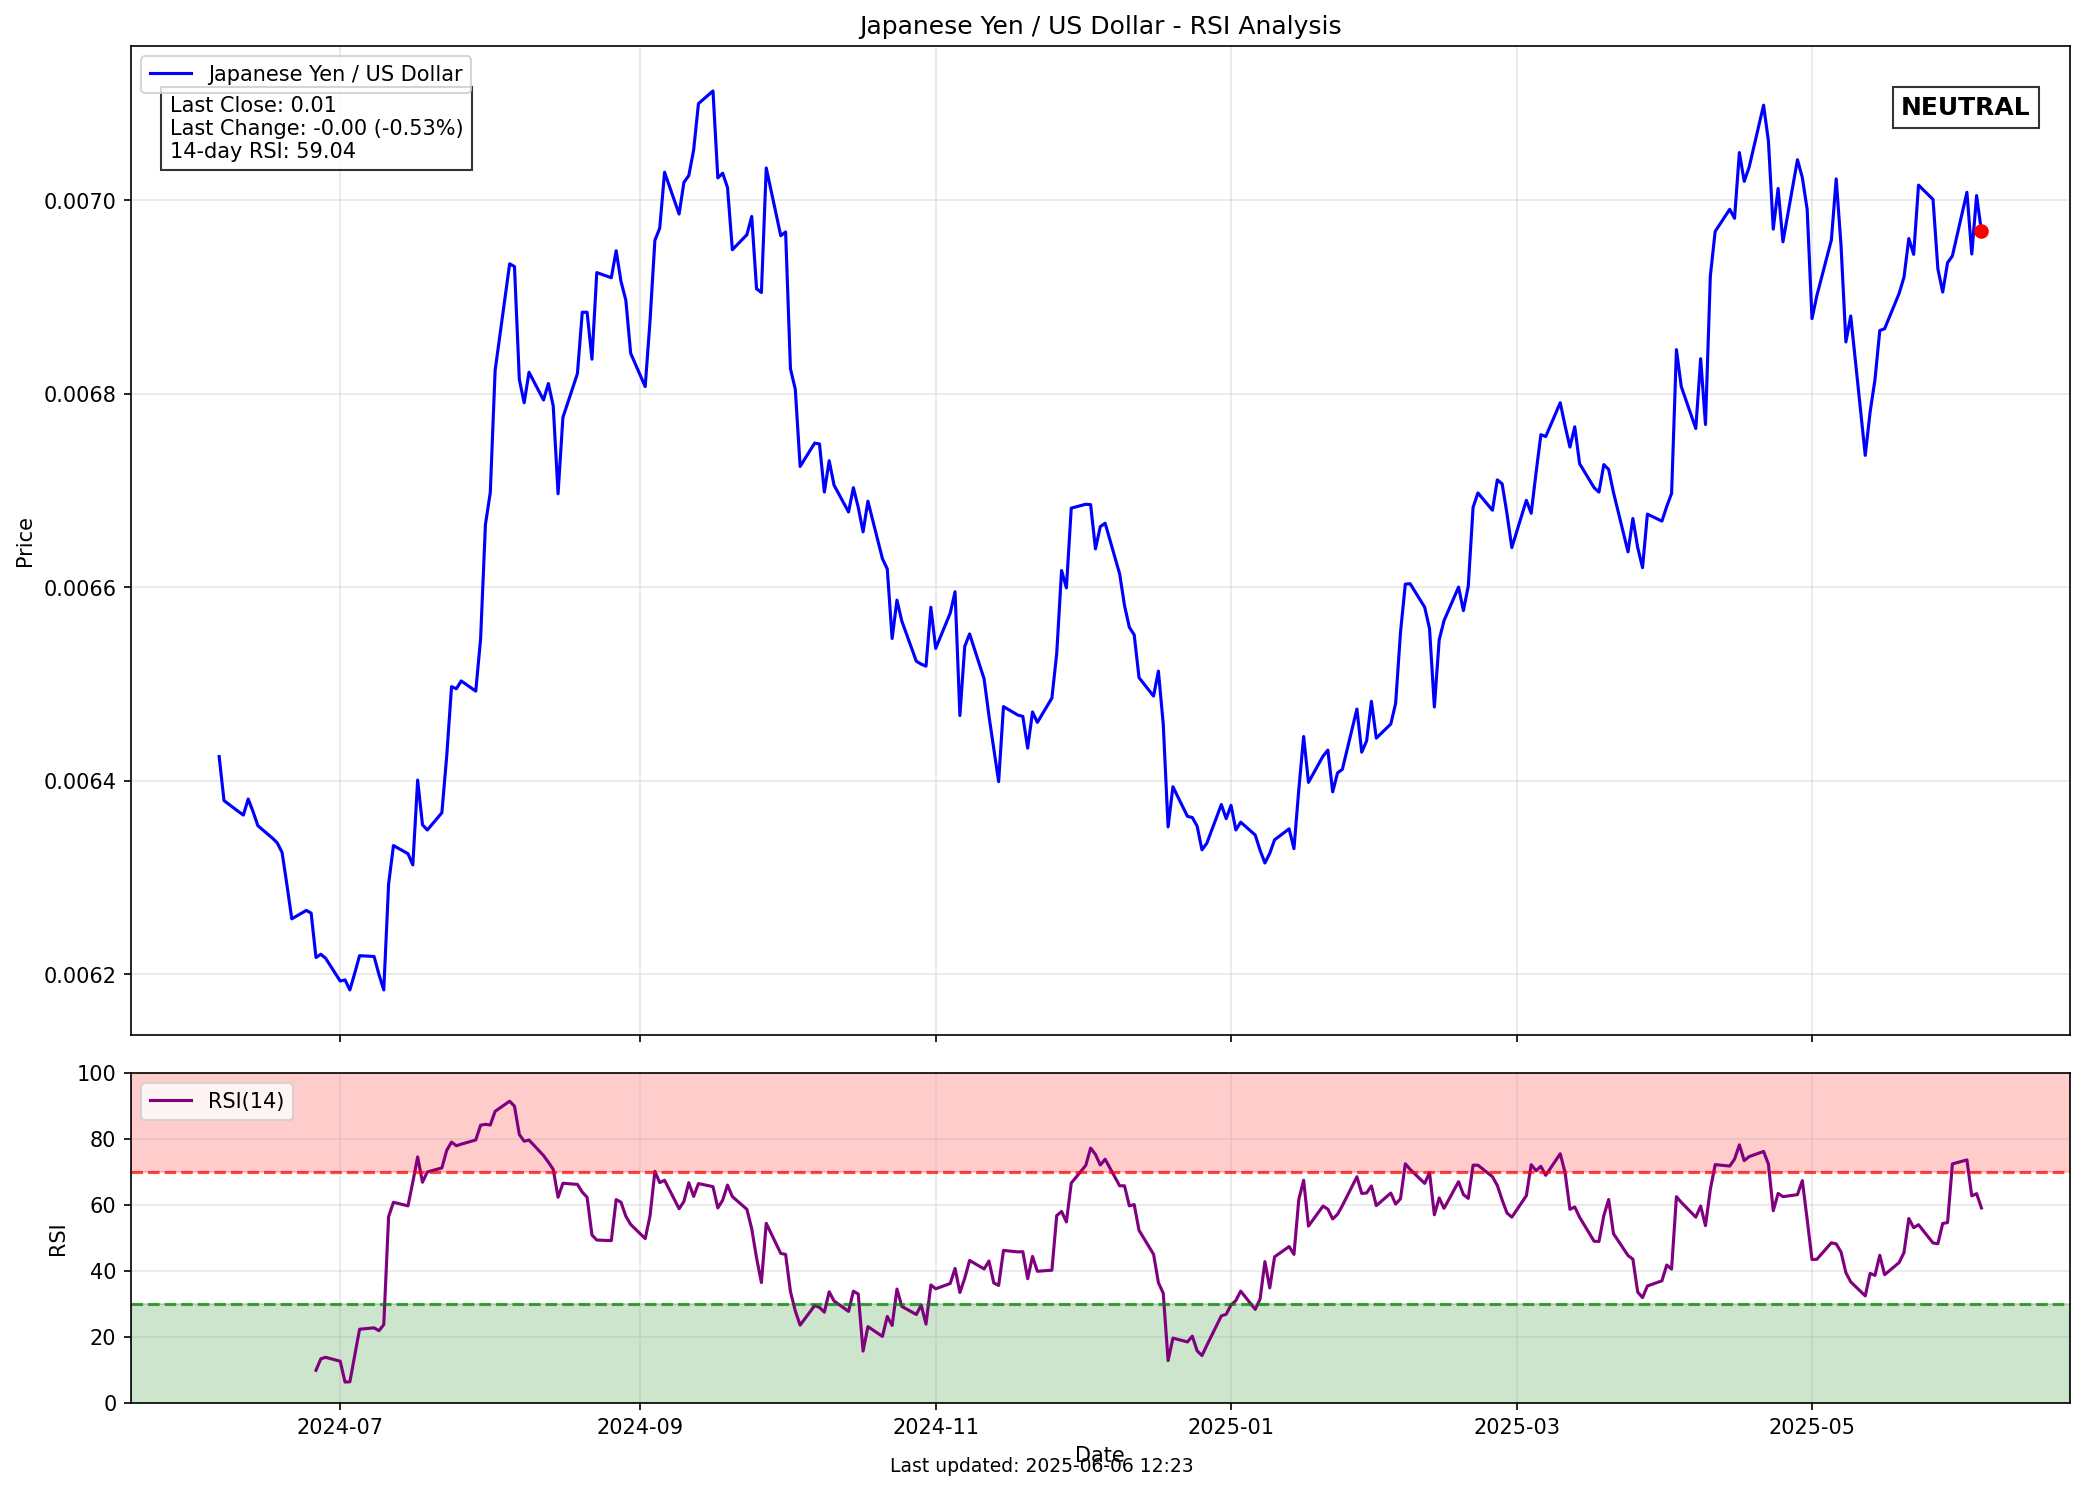 Japanese Yen / US Dollar - RSI Analysis
Japanese Yen / US Dollar
Last Close: 0.01
Last Change: -0.00 (-0.53%)
14-day RSI: 59.04
NEUTRAL
Price
0.0070
0.0068
0.0066
0.0064
0.0062
RSI(14)
RSI
100
80
60
40
20
0
2024-07
2024-09
2024-11
2025-01
2025-03
2025-05
Date
Last updated: 2025-06-06 12:23